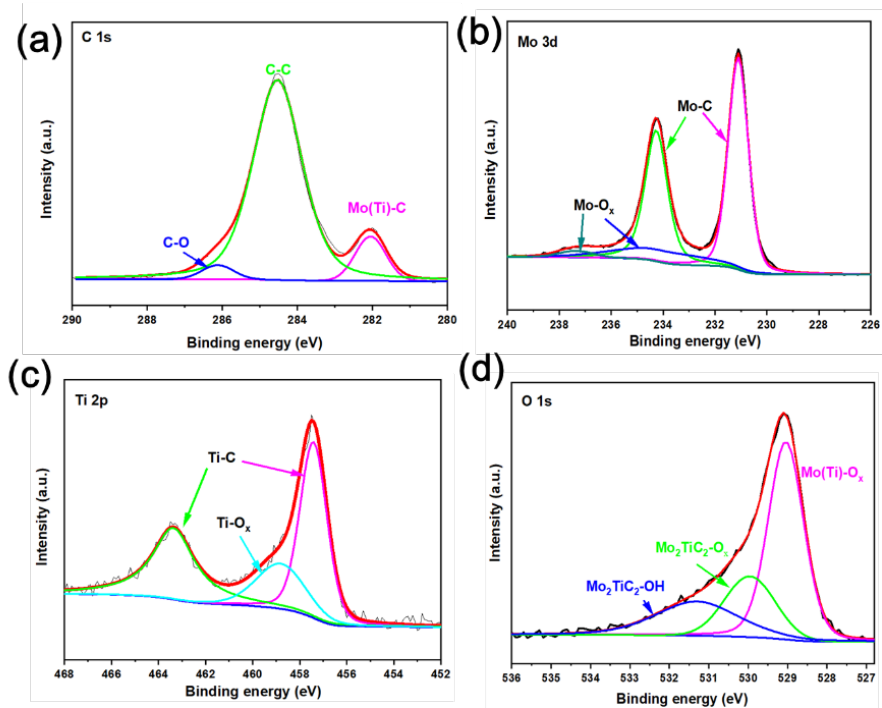 (a)
C 1s
C-C
Mo(Ti)-C
C-O
Intensity (a.u.)
290 288 286 284 282 280
Binding energy (eV)
(b)
Mo 3d
Mo-C
Mo-Oₓ
Intensity (a.u.)
240 238 236 234 232 230 228 226
Binding energy (eV)
(c)
Ti 2p
Ti-C
Ti-Oₓ
Intensity (a.u.)
468 466 464 462 460 458 456 454 452
Binding energy (eV)
(d)
O 1s
Mo(Ti)-Oₓ
Mo₂TiC₂-Oₓ
Mo₂TiC₂-OH
Intensity (a.u.)
536 535 534 533 532 531 530 529 528 527
Binding energy (eV)